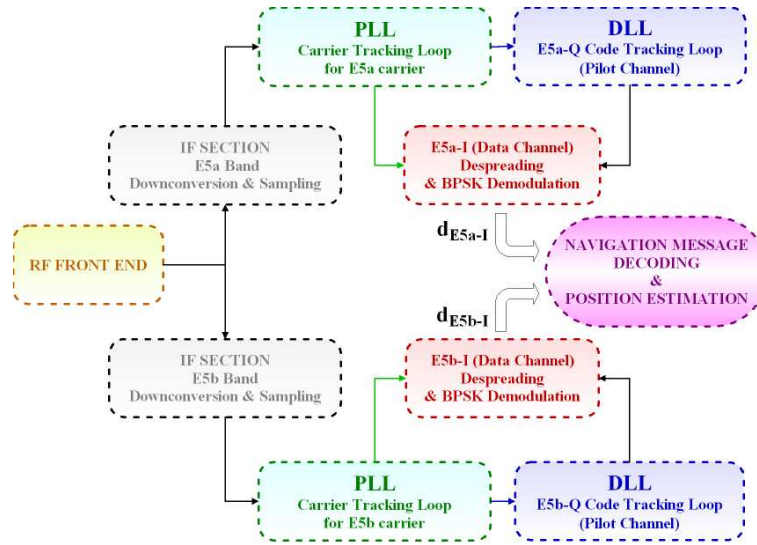 PLL
Carrier Tracking Loop
for E5a carrier
DLL
E5a-Q Code Tracking Loop
(Pilot Channel)
IF SECTION
E5a Band
Downconversion & Sampling
E5a-I (Data Channel)
Despreading
& BPSK Demodulation
RF FRONT END
dE5a-I
NAVIGATION MESSAGE
DECODING
&
POSITION ESTIMATION
dE5b-I
IF SECTION
E5b Band
Downconversion & Sampling
E5b-I (Data Channel)
Despreading
& BPSK Demodulation
PLL
Carrier Tracking Loop
for E5b carrier
DLL
E5b-Q Code Tracking Loop
(Pilot Channel)